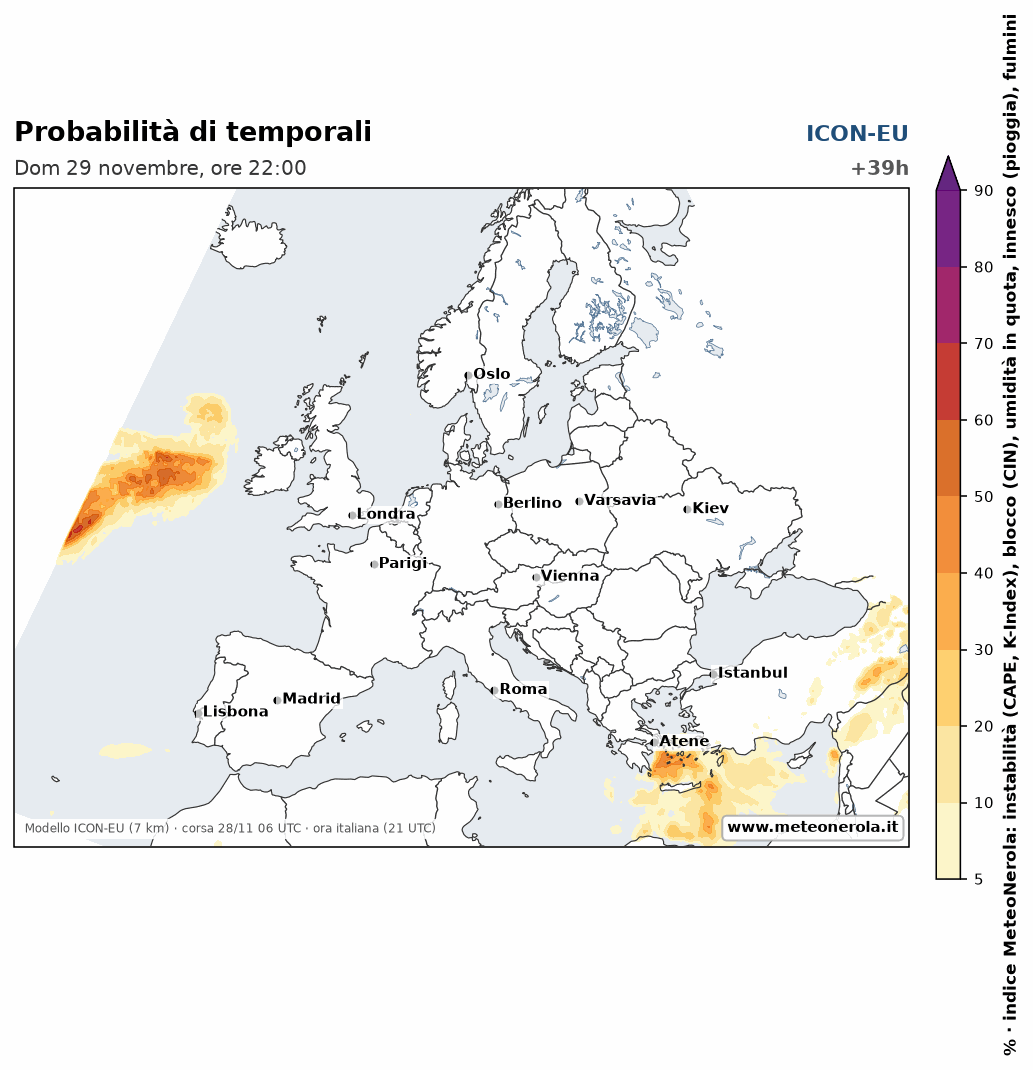 Probabilità di temporali
ICON-EU
Dom 29 novembre, ore 22:00
+39h
Oslo
Londra
Berlino
Varsavia
Kiev
Parigi
Vienna
Istanbul
Roma
Madrid
Lisbona
Atene
Modello ICON-EU (7 km) · corsa 28/11 06 UTC · ora italiana (21 UTC)
www.meteonerola.it
90
80
70
60
50
40
30
20
10
5
% · indice MeteoNerola: instabilità (CAPE, K-Index), blocco (CIN), umidità in quota, innesco (pioggia), fulmini